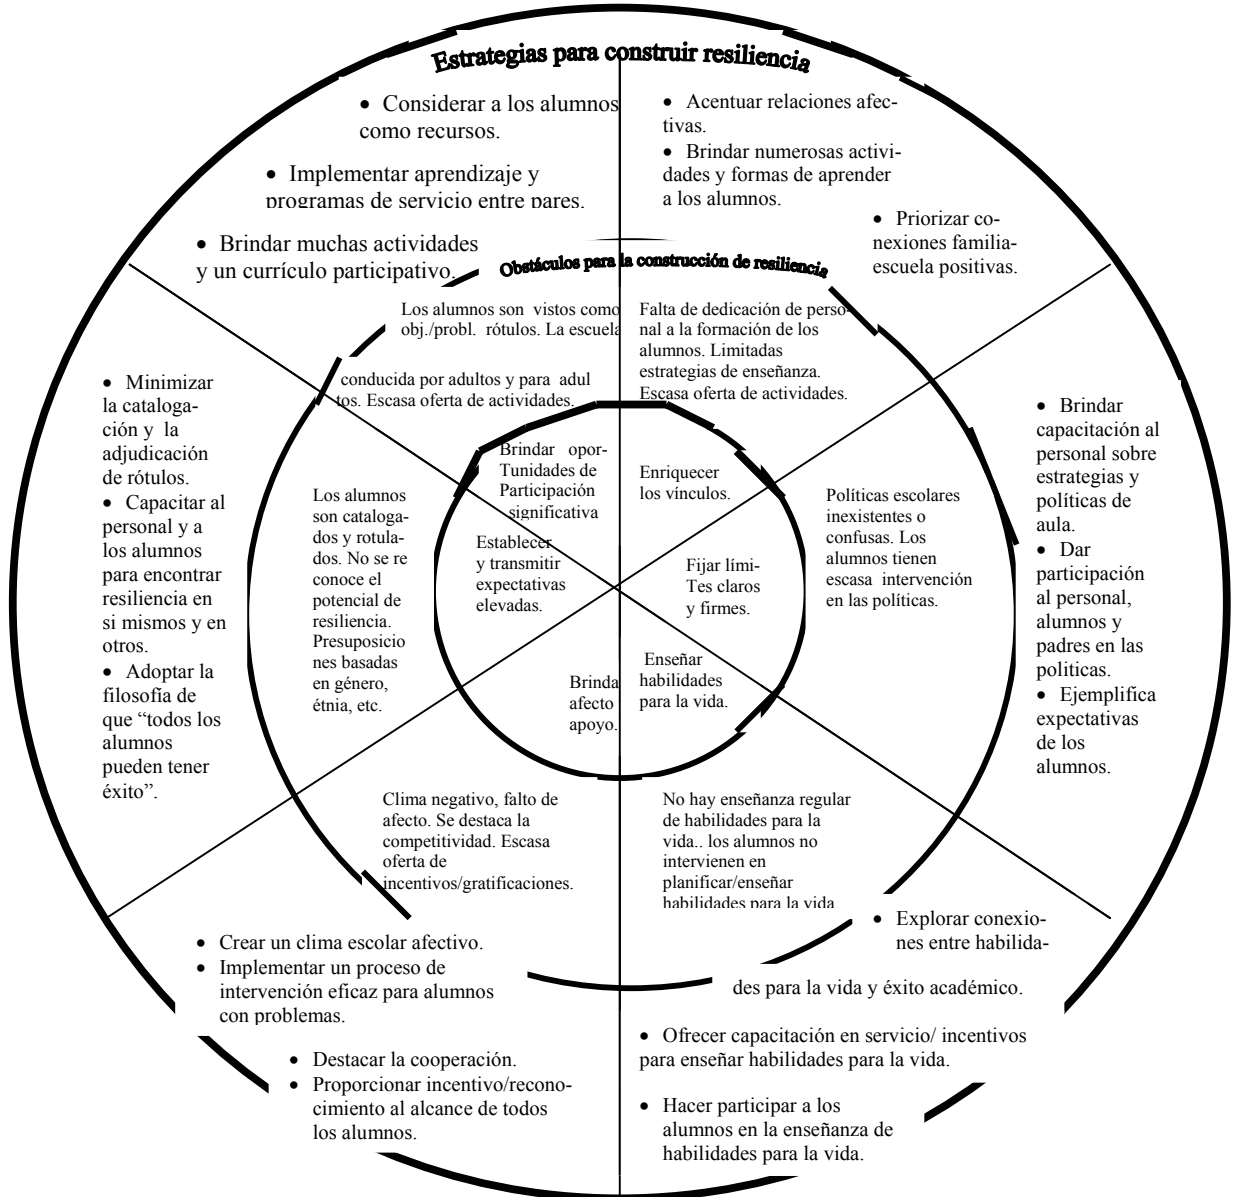 Estrategias para construir resiliencia
• Considerar a los alumnos
como recursos.
• Implementar aprendizaje y
programas de servicio entre pares.
• Brindar muchas actividades
y un currículo participativo.
• Acentuar relaciones afec-
tivas.
• Brindar numerosas activi-
dades y formas de aprender
a los alumnos.
• Priorizar co-
nexiones familia-
escuela positivas.
Obstáculos para la construcción de resiliencia
Los alumnos son vistos como
obj./probl. rótulos. La escuela
conducida por adultos y para adul
tos. Escasa oferta de actividades.
Falta de dedicación de perso-
nal a la formación de los
alumnos. Limitadas
estrategias de enseñanza.
Escasa oferta de actividades.
• Minimizar
la cataloga-
ción y la
adjudicación
de rótulos.
• Capacitar al
personal y a
los alumnos
para encontrar
resiliencia en
si mismos y en
otros.
• Adoptar la
filosofía de
que “todos los
alumnos
pueden tener
éxito”.
Los alumnos
son cataloga-
dos y rotula-
dos. No se re
conoce el
potencial de
resiliencia.
Presuposicio
nes basadas
en género,
étnia, etc.
Brindar opor-
Tunidades de
Participación
significativa
Enriquecer
los vínculos.
Establecer
y transmitir
expectativas
elevadas.
Fijar lími-
Tes claros
y firmes.
Brinda
afecto
apoyo.
Enseñar
habilidades
para la vida.
Políticas escolares
inexistentes o
confusas. Los
alumnos tienen
escasa intervención
en las políticas.
• Brindar
capacitación al
personal sobre
estrategias y
políticas de
aula.
• Dar
participación
al personal,
alumnos y
padres en las
politicas.
• Ejemplifica
expectativas
de los
alumnos.
Clima negativo, falto de
afecto. Se destaca la
competitividad. Escasa
oferta de
incentivos/gratificaciones.
No hay enseñanza regular
de habilidades para la
vida.. los alumnos no
intervienen en
planificar/enseñar
habilidades para la vida
• Crear un clima escolar afectivo.
• Implementar un proceso de
intervención eficaz para alumnos
con problemas.
• Destacar la cooperación.
• Proporcionar incentivo/recono-
cimiento al alcance de todos
los alumnos.
• Explorar conexio-
nes entre habilida-
des para la vida y éxito académico.
• Ofrecer capacitación en servicio/ incentivos
para enseñar habilidades para la vida.
• Hacer participar a los
alumnos en la enseñanza de
habilidades para la vida.